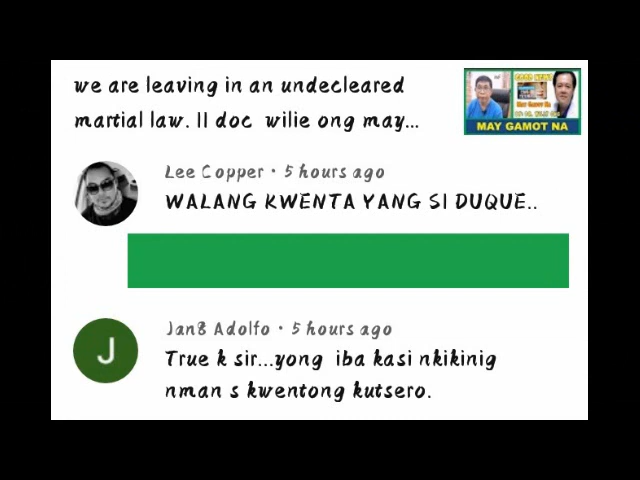 we are leaving in an undecleared
martial law. II doc wilie ong may...
MAY GAMOT NA
Lee Copper • 5 hours ago
WALANG KWENTA YANG SI DUQUE..
J
Jan8 Adolfo • 5 hours ago
True k sir...yong iba kasi nkikinig
nman s kwentong kutsero.